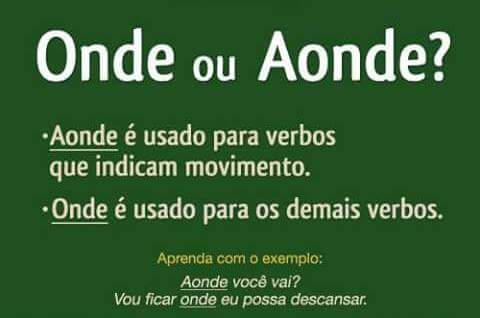 Onde ou Aonde?
·Aonde é usado para verbos
que indicam movimento.
·Onde é usado para os demais verbos.
Aprenda com o exemplo:
Aonde você vai?
Vou ficar onde eu possa descansar.